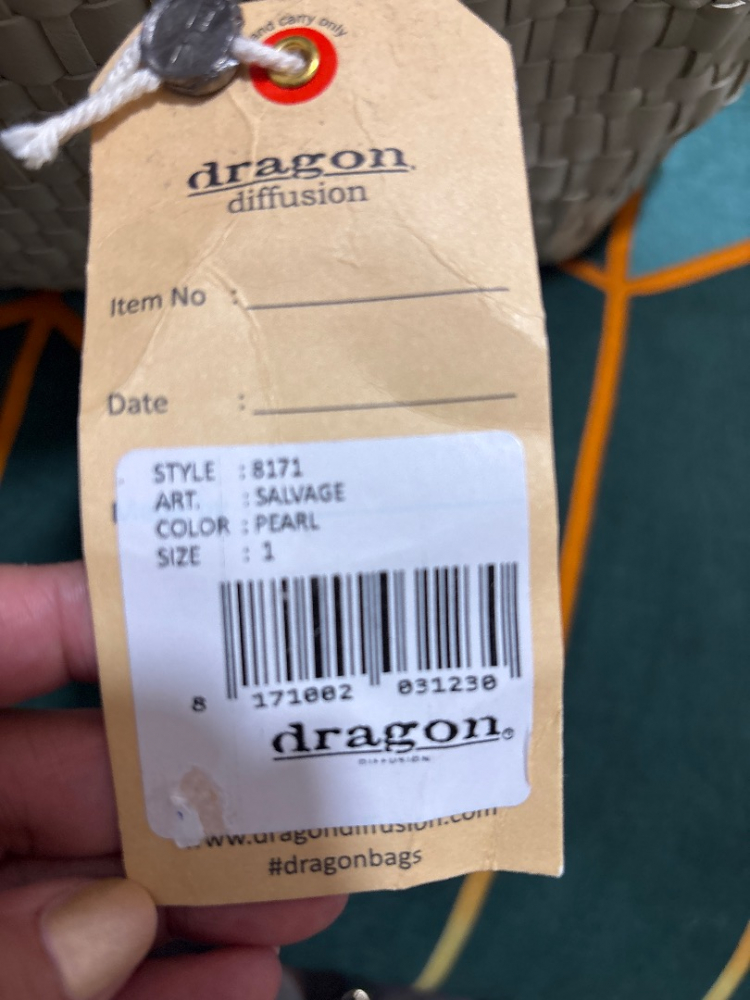 and carry only
dragon
diffusion
Item No :
Date :
STYLE : 8171
ART. : SALVAGE
COLOR : PEARL
SIZE : 1
8 171002 031230
dragon®
DIFFUSION
www.dragondiffusion.com
#dragonbags